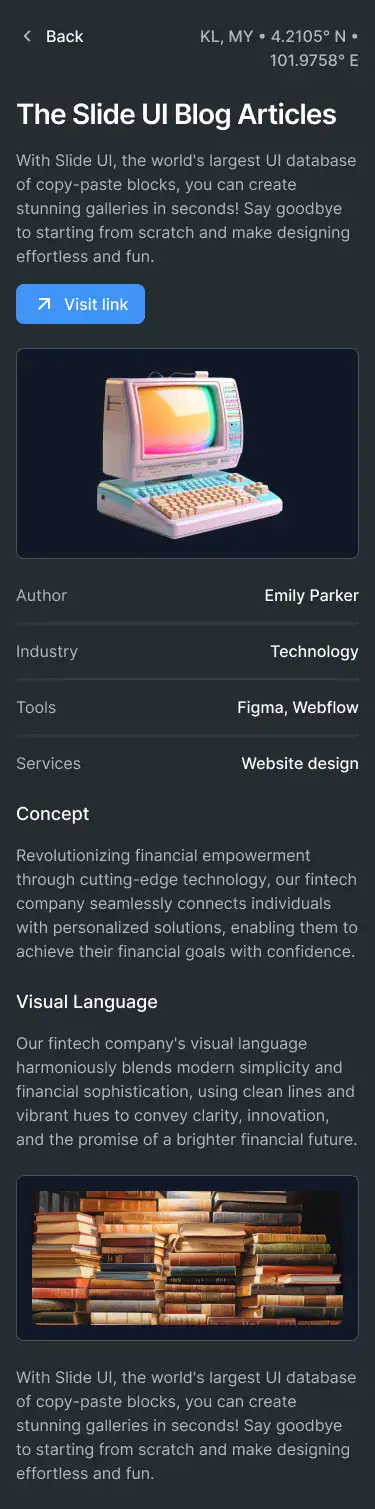 Back
KL, MY • 4.2105° N •
101.9758° E
The Slide UI Blog Articles
With Slide UI, the world's largest UI database
of copy-paste blocks, you can create
stunning galleries in seconds! Say goodbye
to starting from scratch and make designing
effortless and fun.
Visit link
Author
Emily Parker
Industry
Technology
Tools
Figma, Webflow
Services
Website design
Concept
Revolutionizing financial empowerment
through cutting-edge technology, our fintech
company seamlessly connects individuals
with personalized solutions, enabling them to
achieve their financial goals with confidence.
Visual Language
Our fintech company's visual language
harmoniously blends modern simplicity and
financial sophistication, using clean lines and
vibrant hues to convey clarity, innovation,
and the promise of a brighter financial future.
With Slide UI, the world's largest UI database
of copy-paste blocks, you can create
stunning galleries in seconds! Say goodbye
to starting from scratch and make designing
effortless and fun.